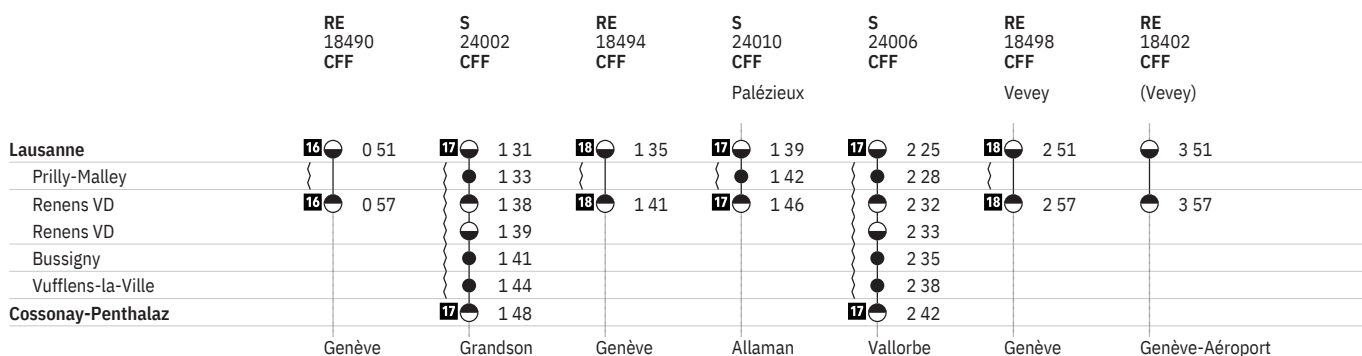 RE S RE S S RE RE
18490 24002 18494 24010 24006 18498 18402
CFF CFF CFF CFF CFF CFF CFF
Palézieux Vevey (Vevey)
Lausanne 16 0 51 17 1 31 18 1 35 17 1 39 17 2 25 18 2 51 3 51
Prilly-Malley 1 33 1 42 2 28
Renens VD 16 0 57 1 38 18 1 41 17 1 46 2 32 18 2 57 3 57
Renens VD 1 39 2 33
Bussigny 1 41 2 35
Vufflens-la-Ville 1 44 2 38
Cossonay-Penthalaz 17 1 48 17 2 42
Genève Grandson Genève Allaman Vallorbe Genève Genève-Aéroport